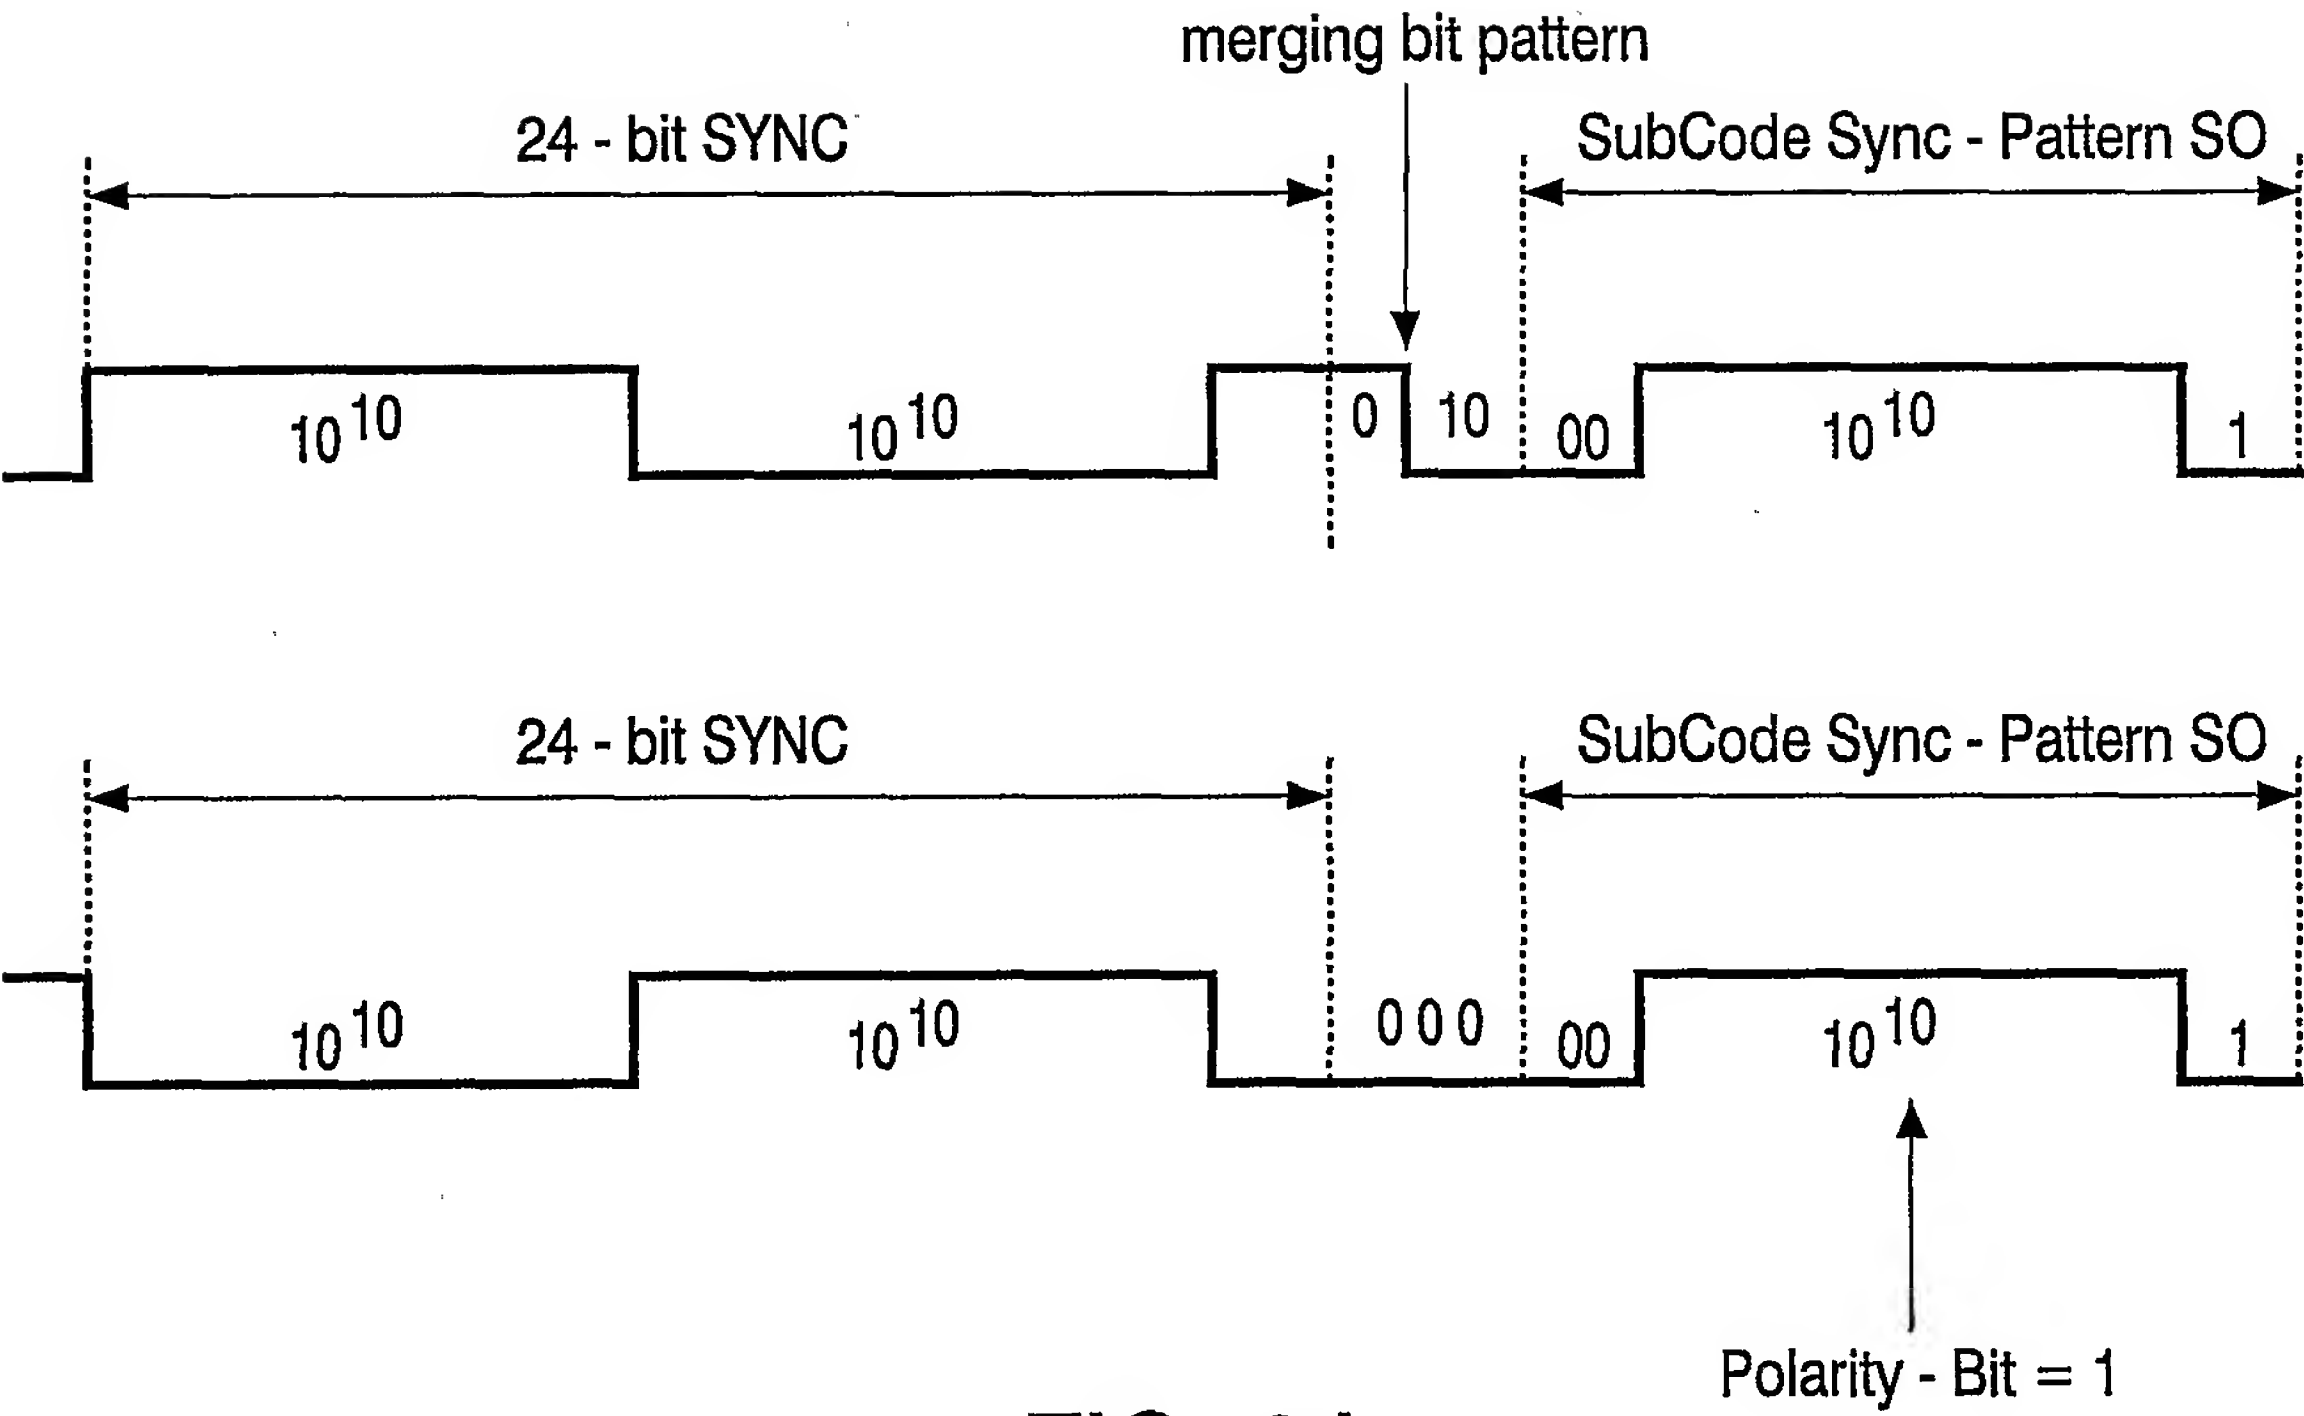 merging bit pattern
24 - bit SYNC
SubCode Sync - Pattern SO
10^10 10^10 0 10 00 10^10 1
24 - bit SYNC
SubCode Sync - Pattern SO
10^10 10^10 0 0 0 00 10^10 1
Polarity - Bit = 1